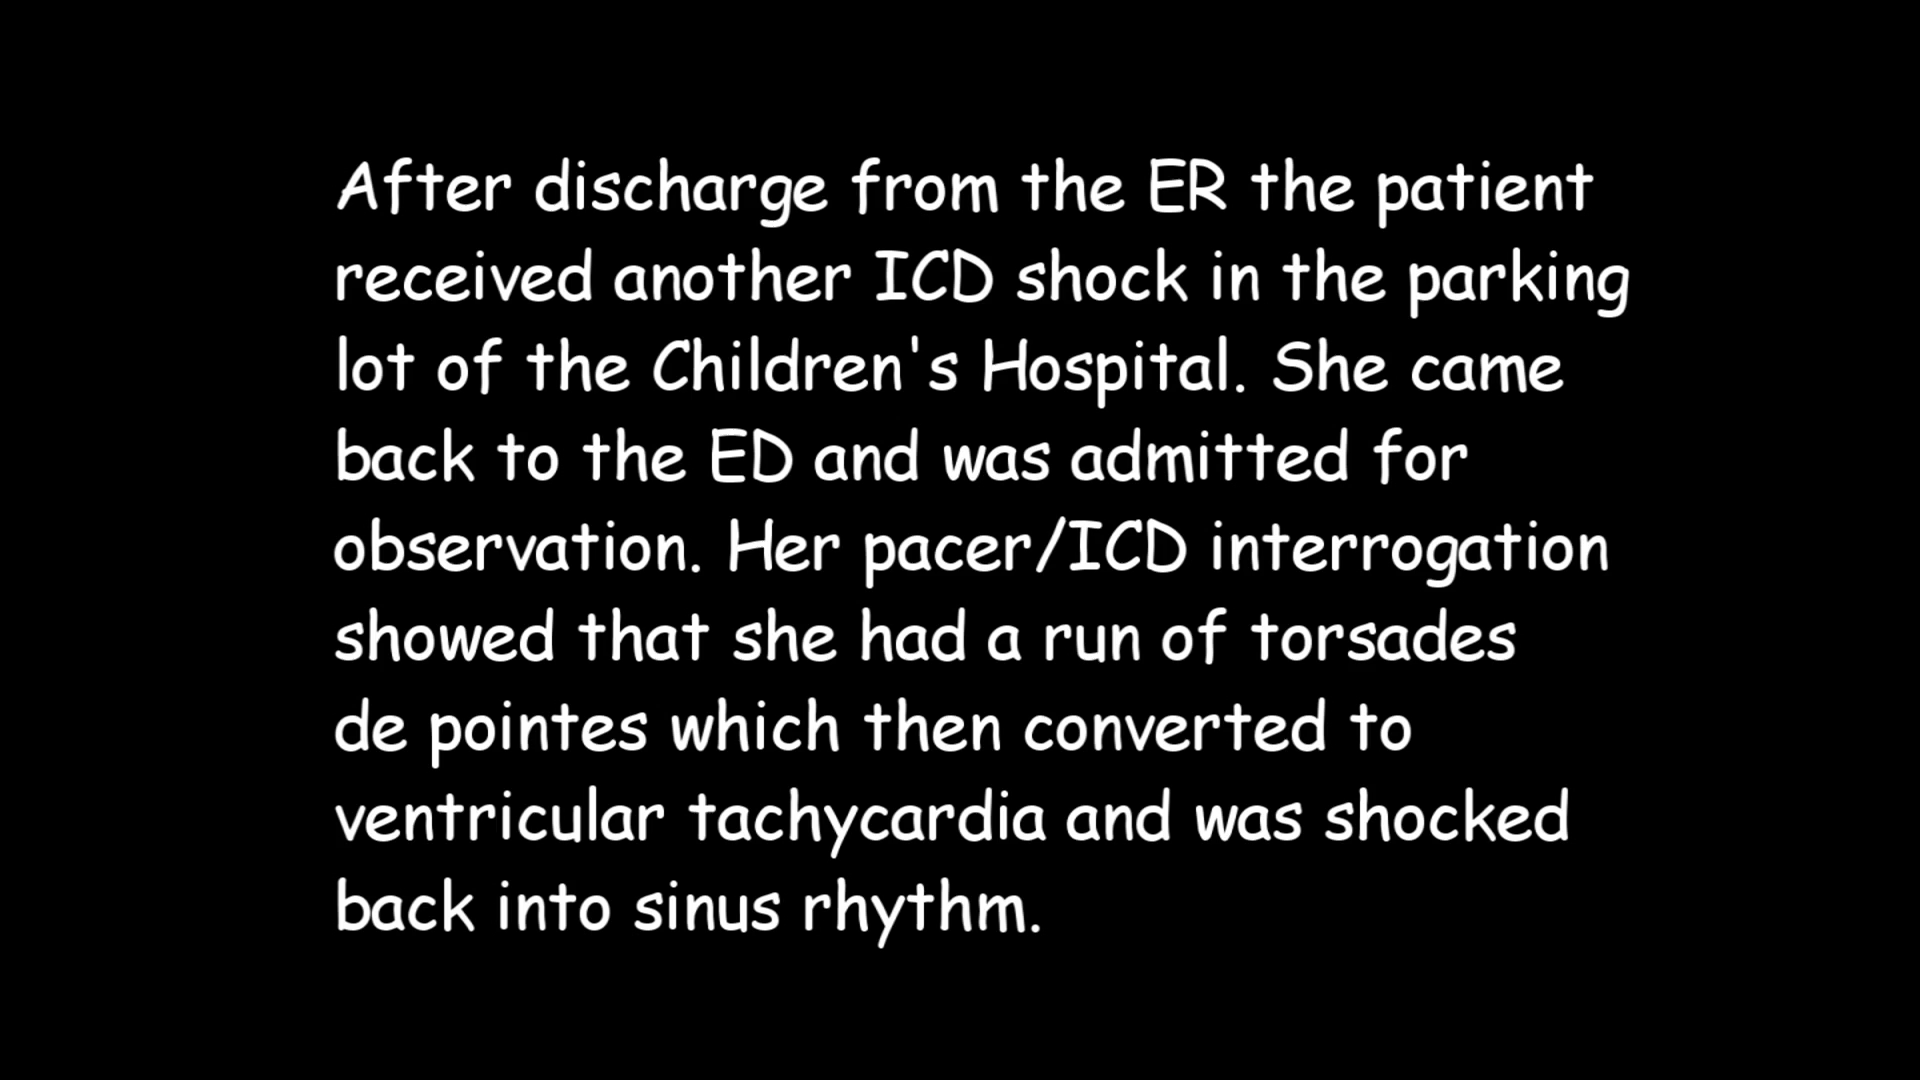 After discharge from the ER the patient
received another ICD shock in the parking
lot of the Children's Hospital. She came
back to the ED and was admitted for
observation. Her pacer/ICD interrogation
showed that she had a run of torsades
de pointes which then converted to
ventricular tachycardia and was shocked
back into sinus rhythm.